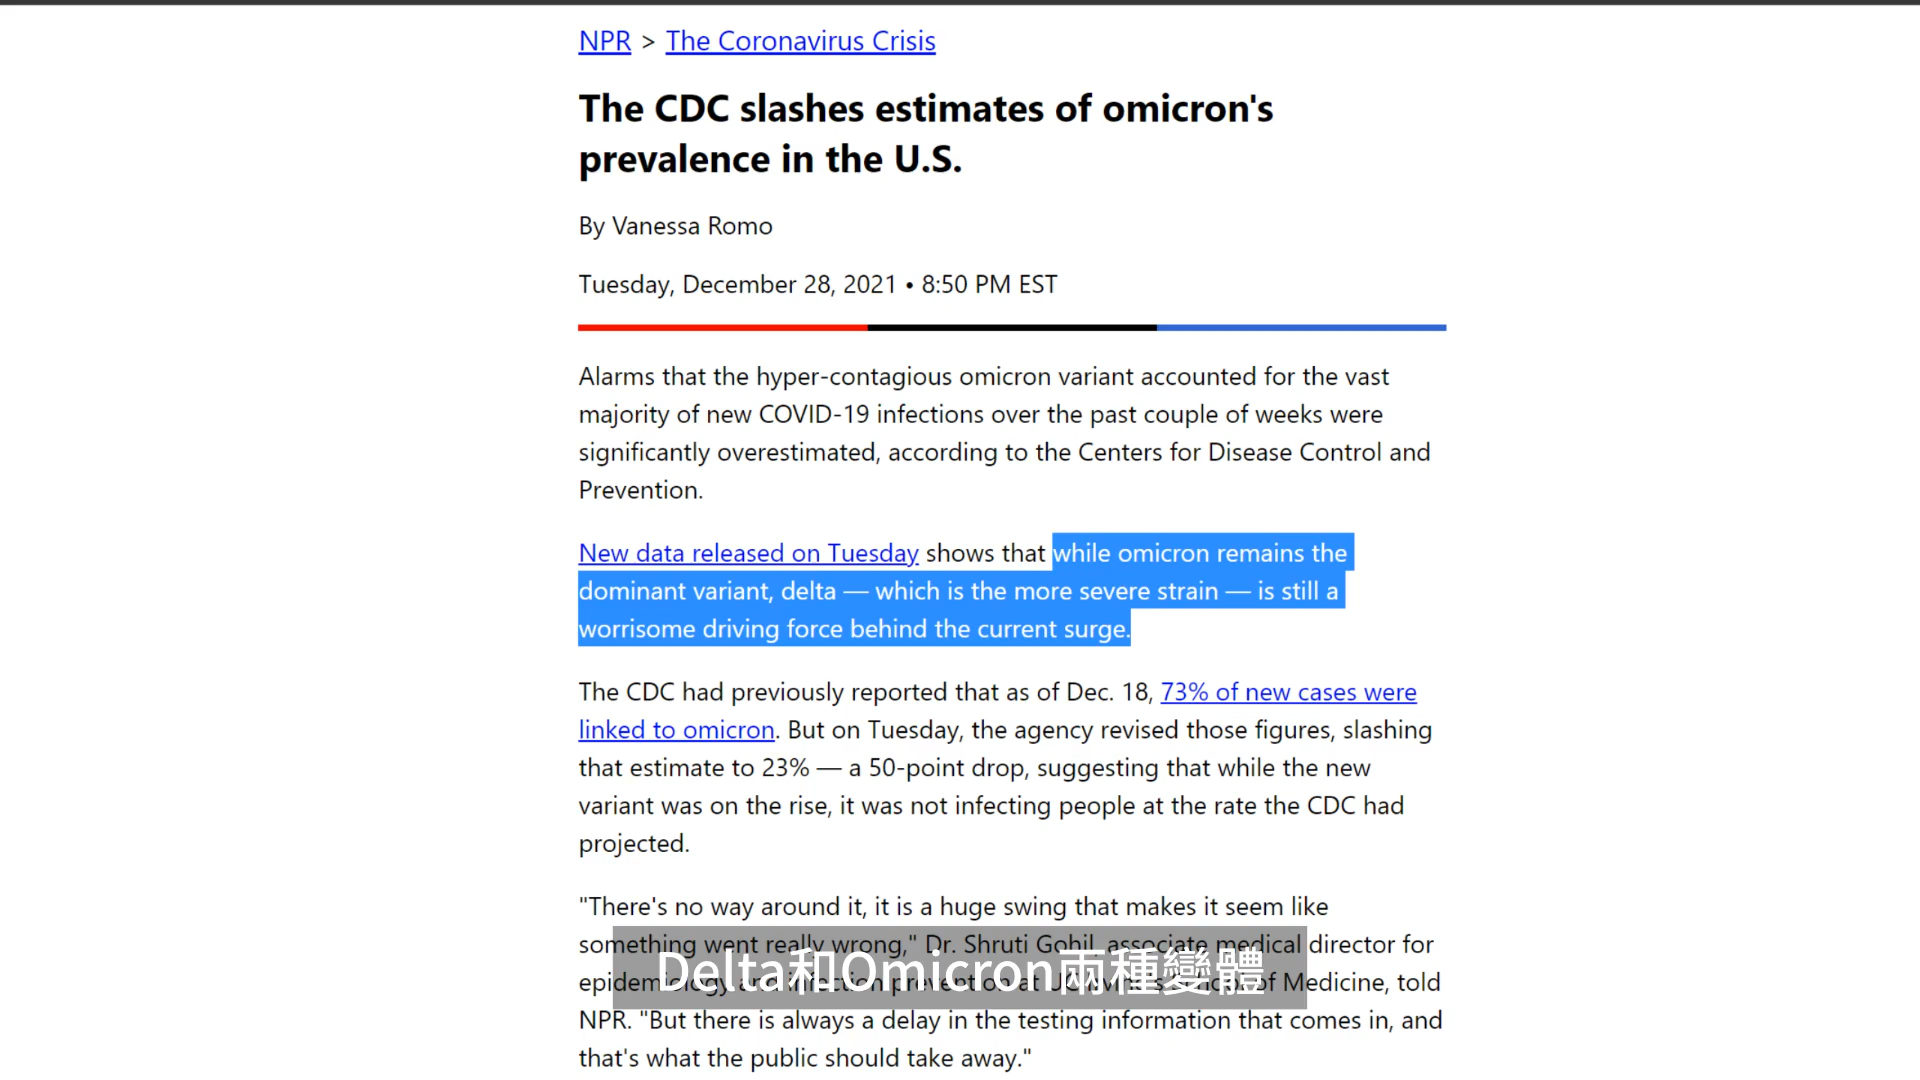 NPR > The Coronavirus Crisis
The CDC slashes estimates of omicron's
prevalence in the U.S.
By Vanessa Romo
Tuesday, December 28, 2021 • 8:50 PM EST
Alarms that the hyper-contagious omicron variant accounted for the vast
majority of new COVID-19 infections over the past couple of weeks were
significantly overestimated, according to the Centers for Disease Control and
Prevention.
New data released on Tuesday shows that while omicron remains the
dominant variant, delta — which is the more severe strain — is still a
worrisome driving force behind the current surge.
The CDC had previously reported that as of Dec. 18, 73% of new cases were
linked to omicron. But on Tuesday, the agency revised those figures, slashing
that estimate to 23% — a 50-point drop, suggesting that while the new
variant was on the rise, it was not infecting people at the rate the CDC had
projected.
"There's no way around it, it is a huge swing that makes it seem like
something went really wrong," Dr. Shruti Gohil, associate medical director for
epidemiology and infection prevention at UC Irvine's School of Medicine, told
Delta和Omicron兩種變體
NPR. "But there is always a delay in the testing information that comes in, and
that's what the public should take away."